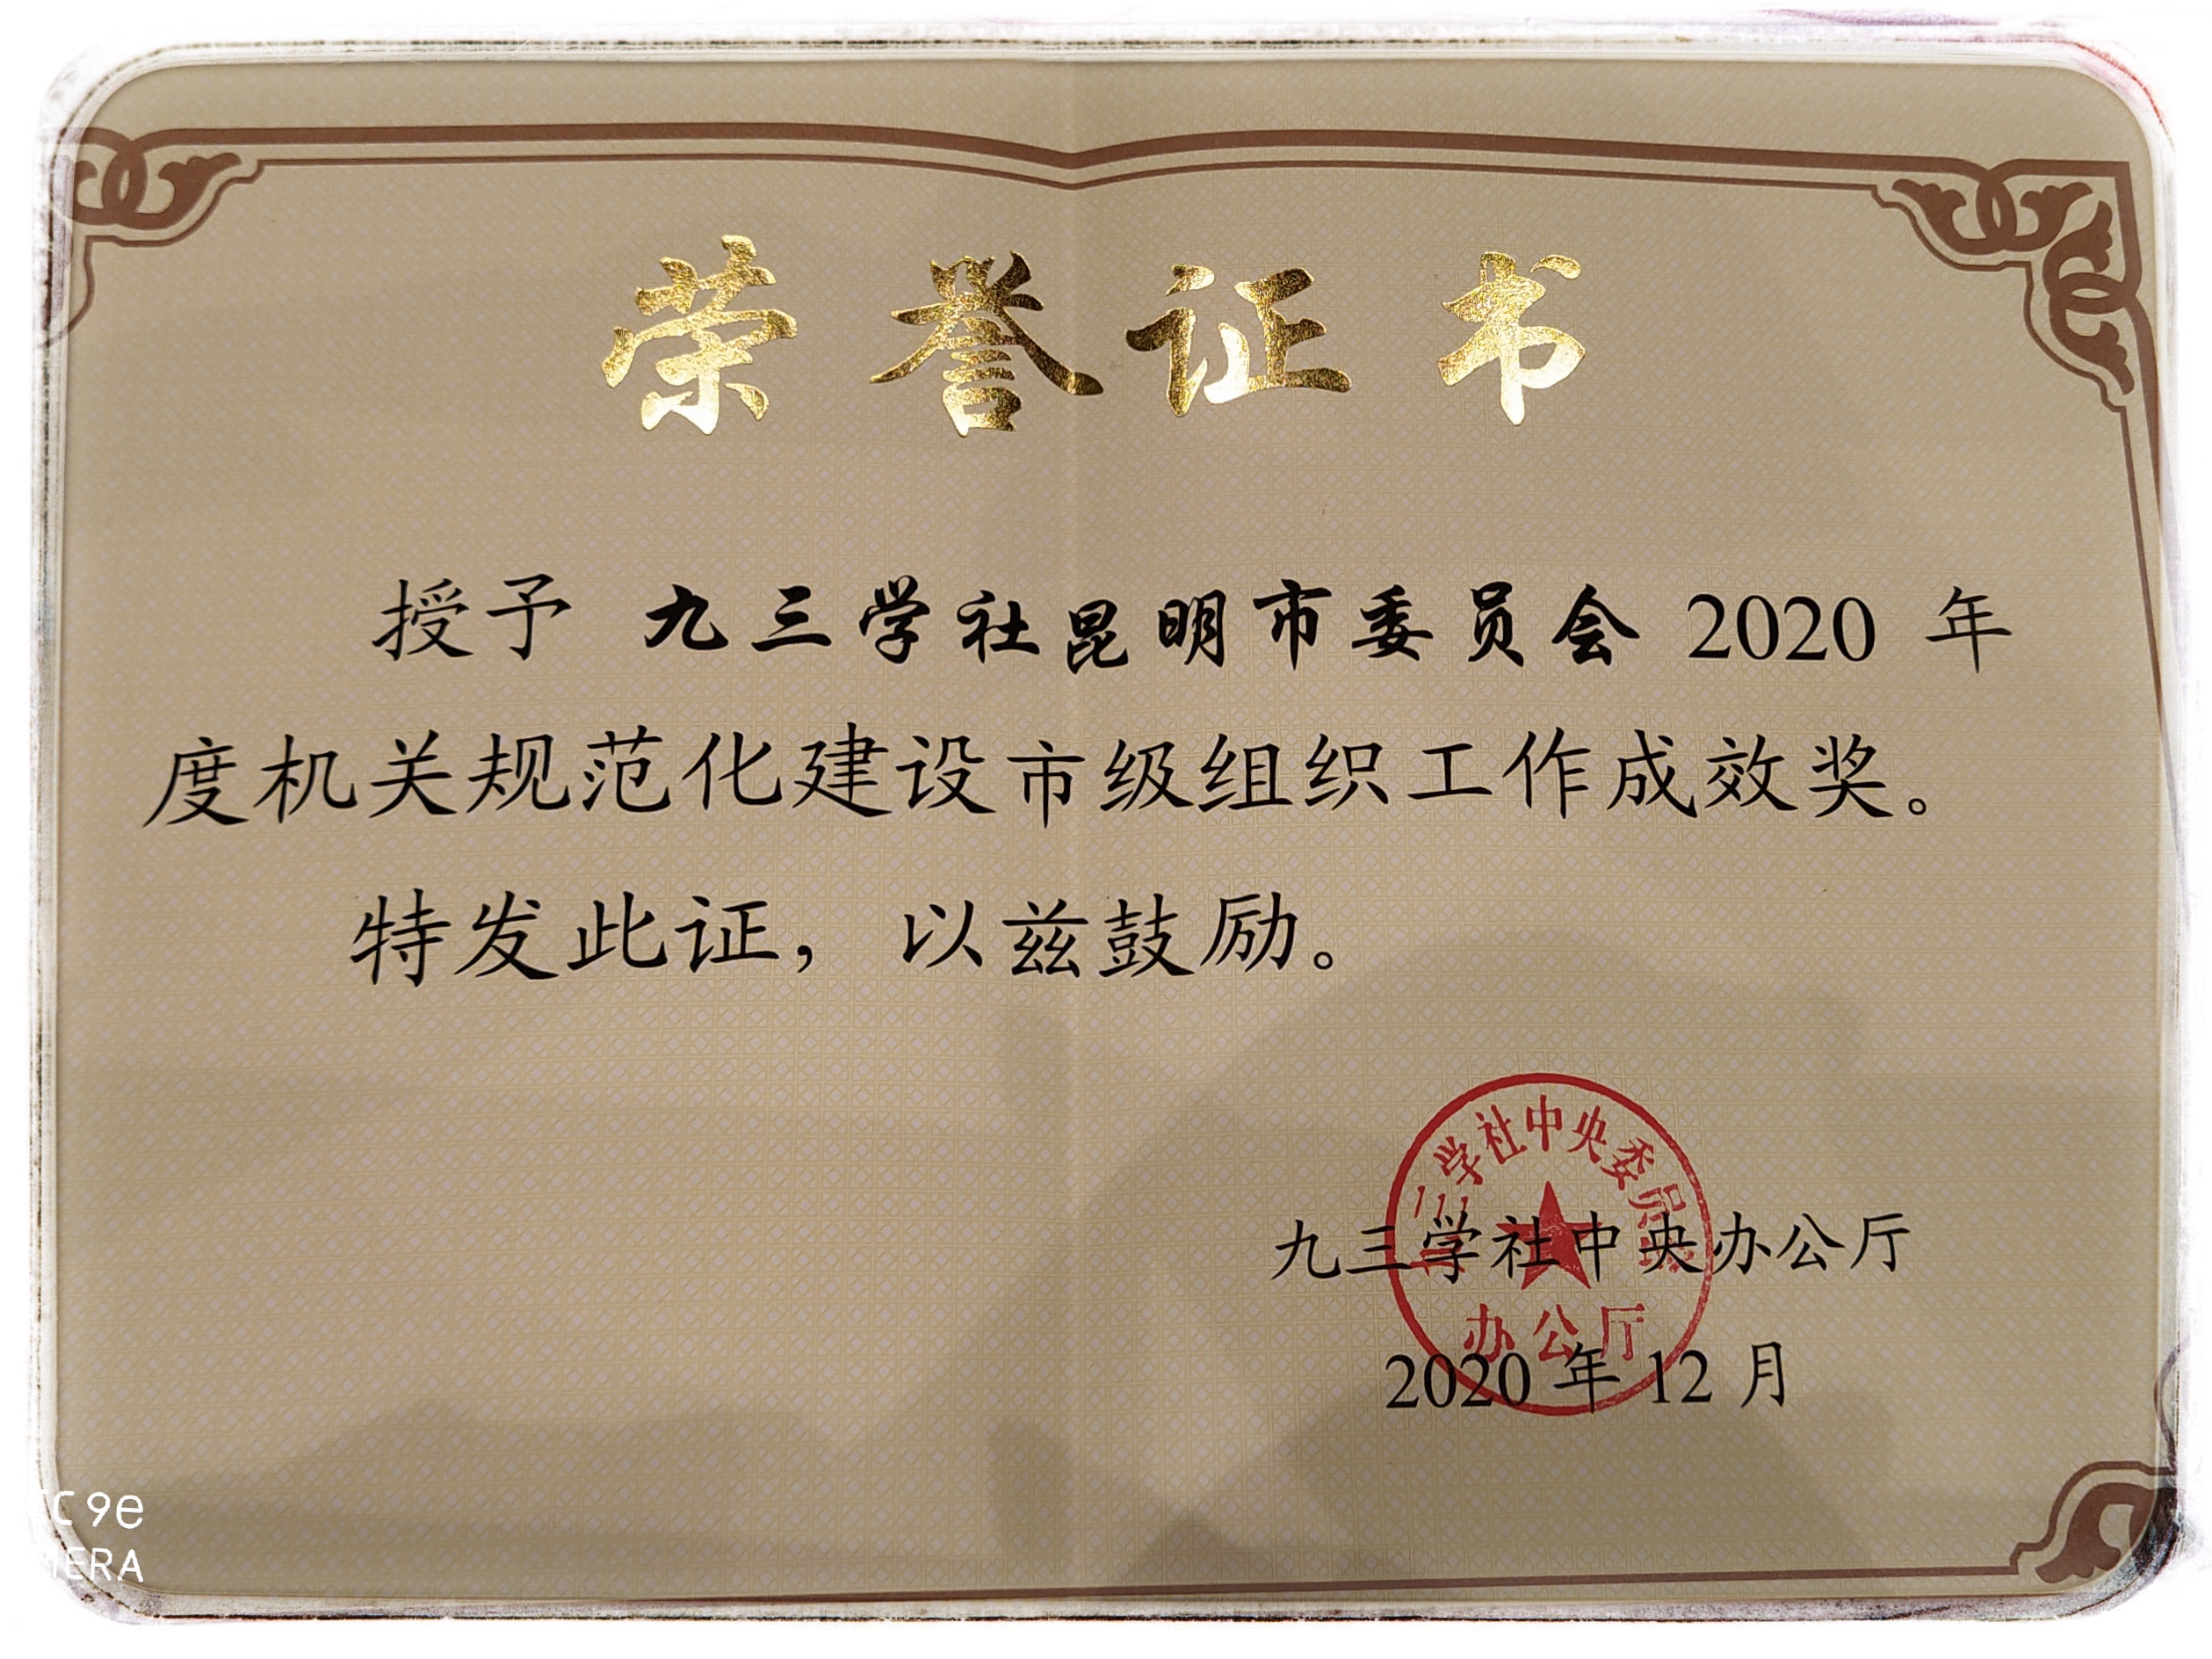 荣誉证书
授予 九三学社昆明市委员会 2020 年
度机关规范化建设市级组织工作成效奖。
特发此证，以兹鼓励。
学社中央委员
九三学社中央办公厅
办公厅
2020 年 12 月
9e